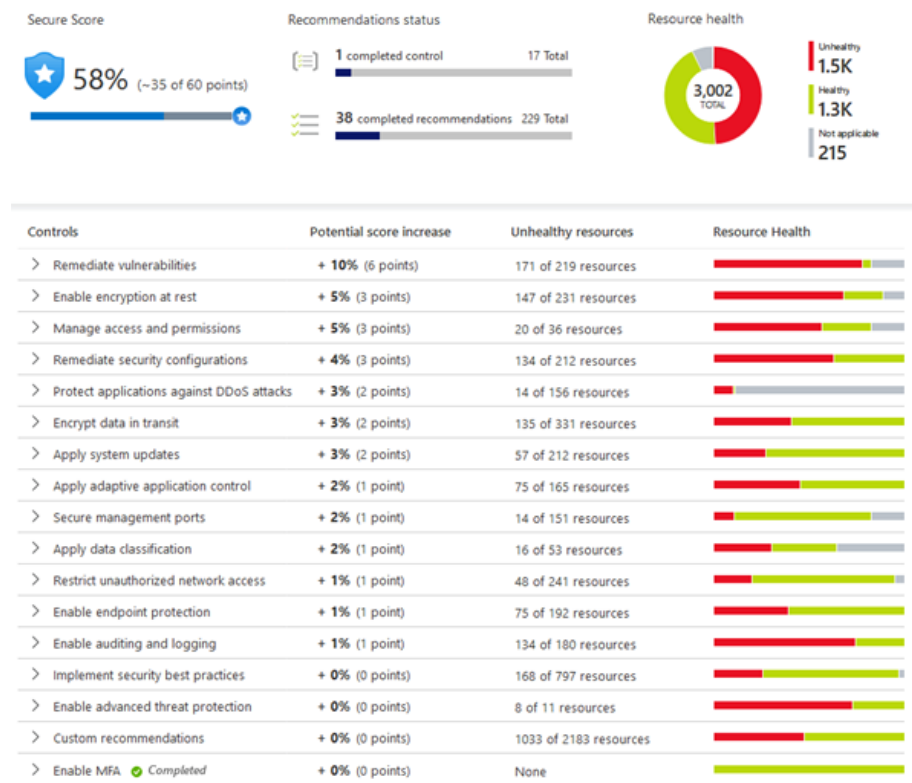 Secure Score
Recommendations status
Resource health
58% (~35 of 60 points)
1 completed control 17 Total
38 completed recommendations 229 Total
3,002
TOTAL
Unhealthy
1.5K
Healthy
1.3K
Not applicable
215
Controls Potential score increase Unhealthy resources Resource Health
Remediate vulnerabilities + 10% (6 points) 171 of 219 resources
Enable encryption at rest + 5% (3 points) 147 of 231 resources
Manage access and permissions + 5% (3 points) 20 of 36 resources
Remediate security configurations + 4% (3 points) 134 of 212 resources
Protect applications against DDoS attacks + 3% (2 points) 14 of 156 resources
Encrypt data in transit + 3% (2 points) 135 of 331 resources
Apply system updates + 3% (2 points) 57 of 212 resources
Apply adaptive application control + 2% (1 point) 75 of 165 resources
Secure management ports + 2% (1 point) 14 of 151 resources
Apply data classification + 2% (1 point) 16 of 53 resources
Restrict unauthorized network access + 1% (1 point) 48 of 241 resources
Enable endpoint protection + 1% (1 point) 75 of 192 resources
Enable auditing and logging + 1% (1 point) 134 of 180 resources
Implement security best practices + 0% (0 points) 168 of 797 resources
Enable advanced threat protection + 0% (0 points) 8 of 11 resources
Custom recommendations + 0% (0 points) 1033 of 2183 resources
Enable MFA Completed + 0% (0 points) None